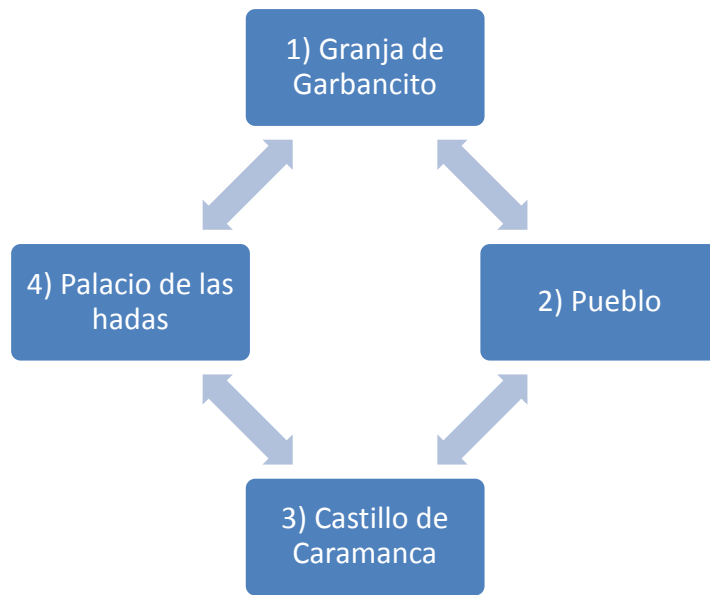 1) Granja de
Garbancito
2) Pueblo
3) Castillo de
Caramanca
4) Palacio de las
hadas